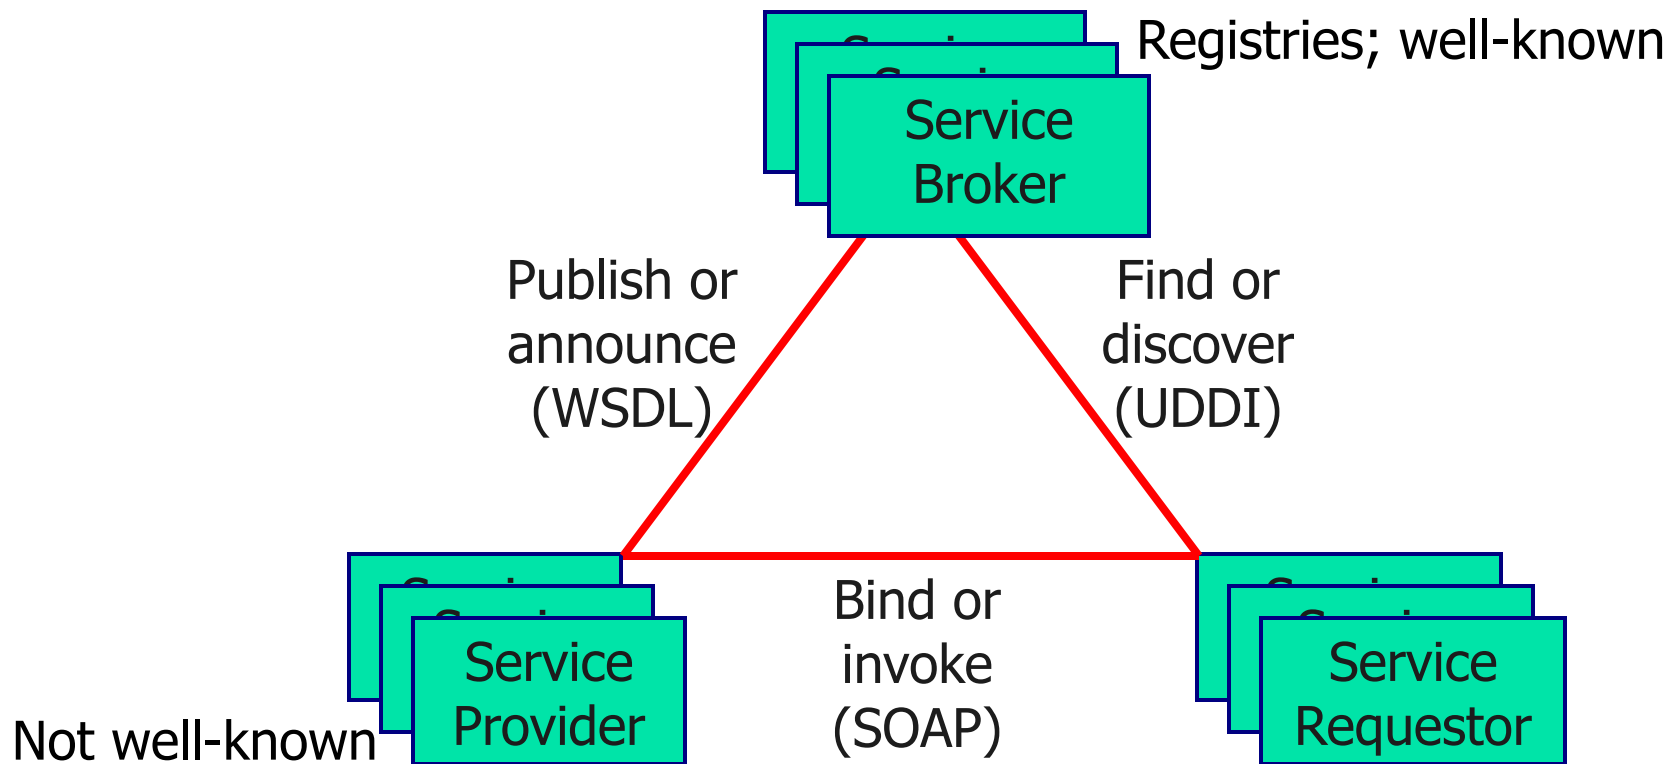 Registries; well-known
Service
Broker
Publish or
announce
(WSDL)
Find or
discover
(UDDI)
Service
Provider
Not well-known
Bind or
invoke
(SOAP)
Service
Requestor